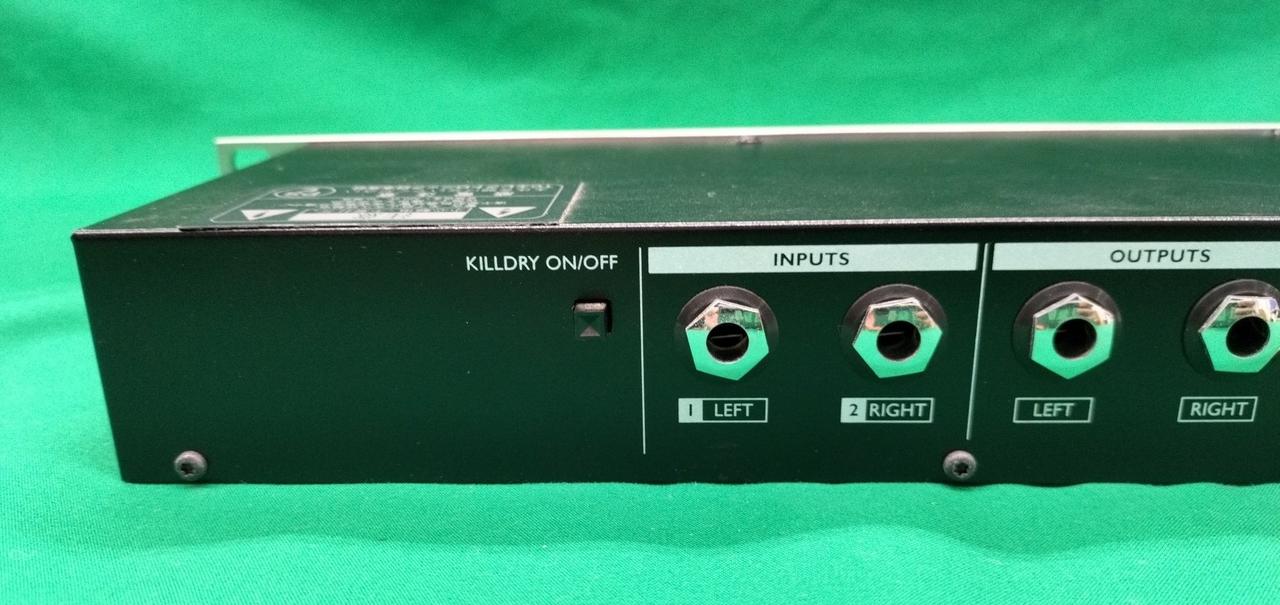 KILLDRY ON/OFF
INPUTS
OUTPUTS
1 LEFT
2 RIGHT
LEFT
RIGHT